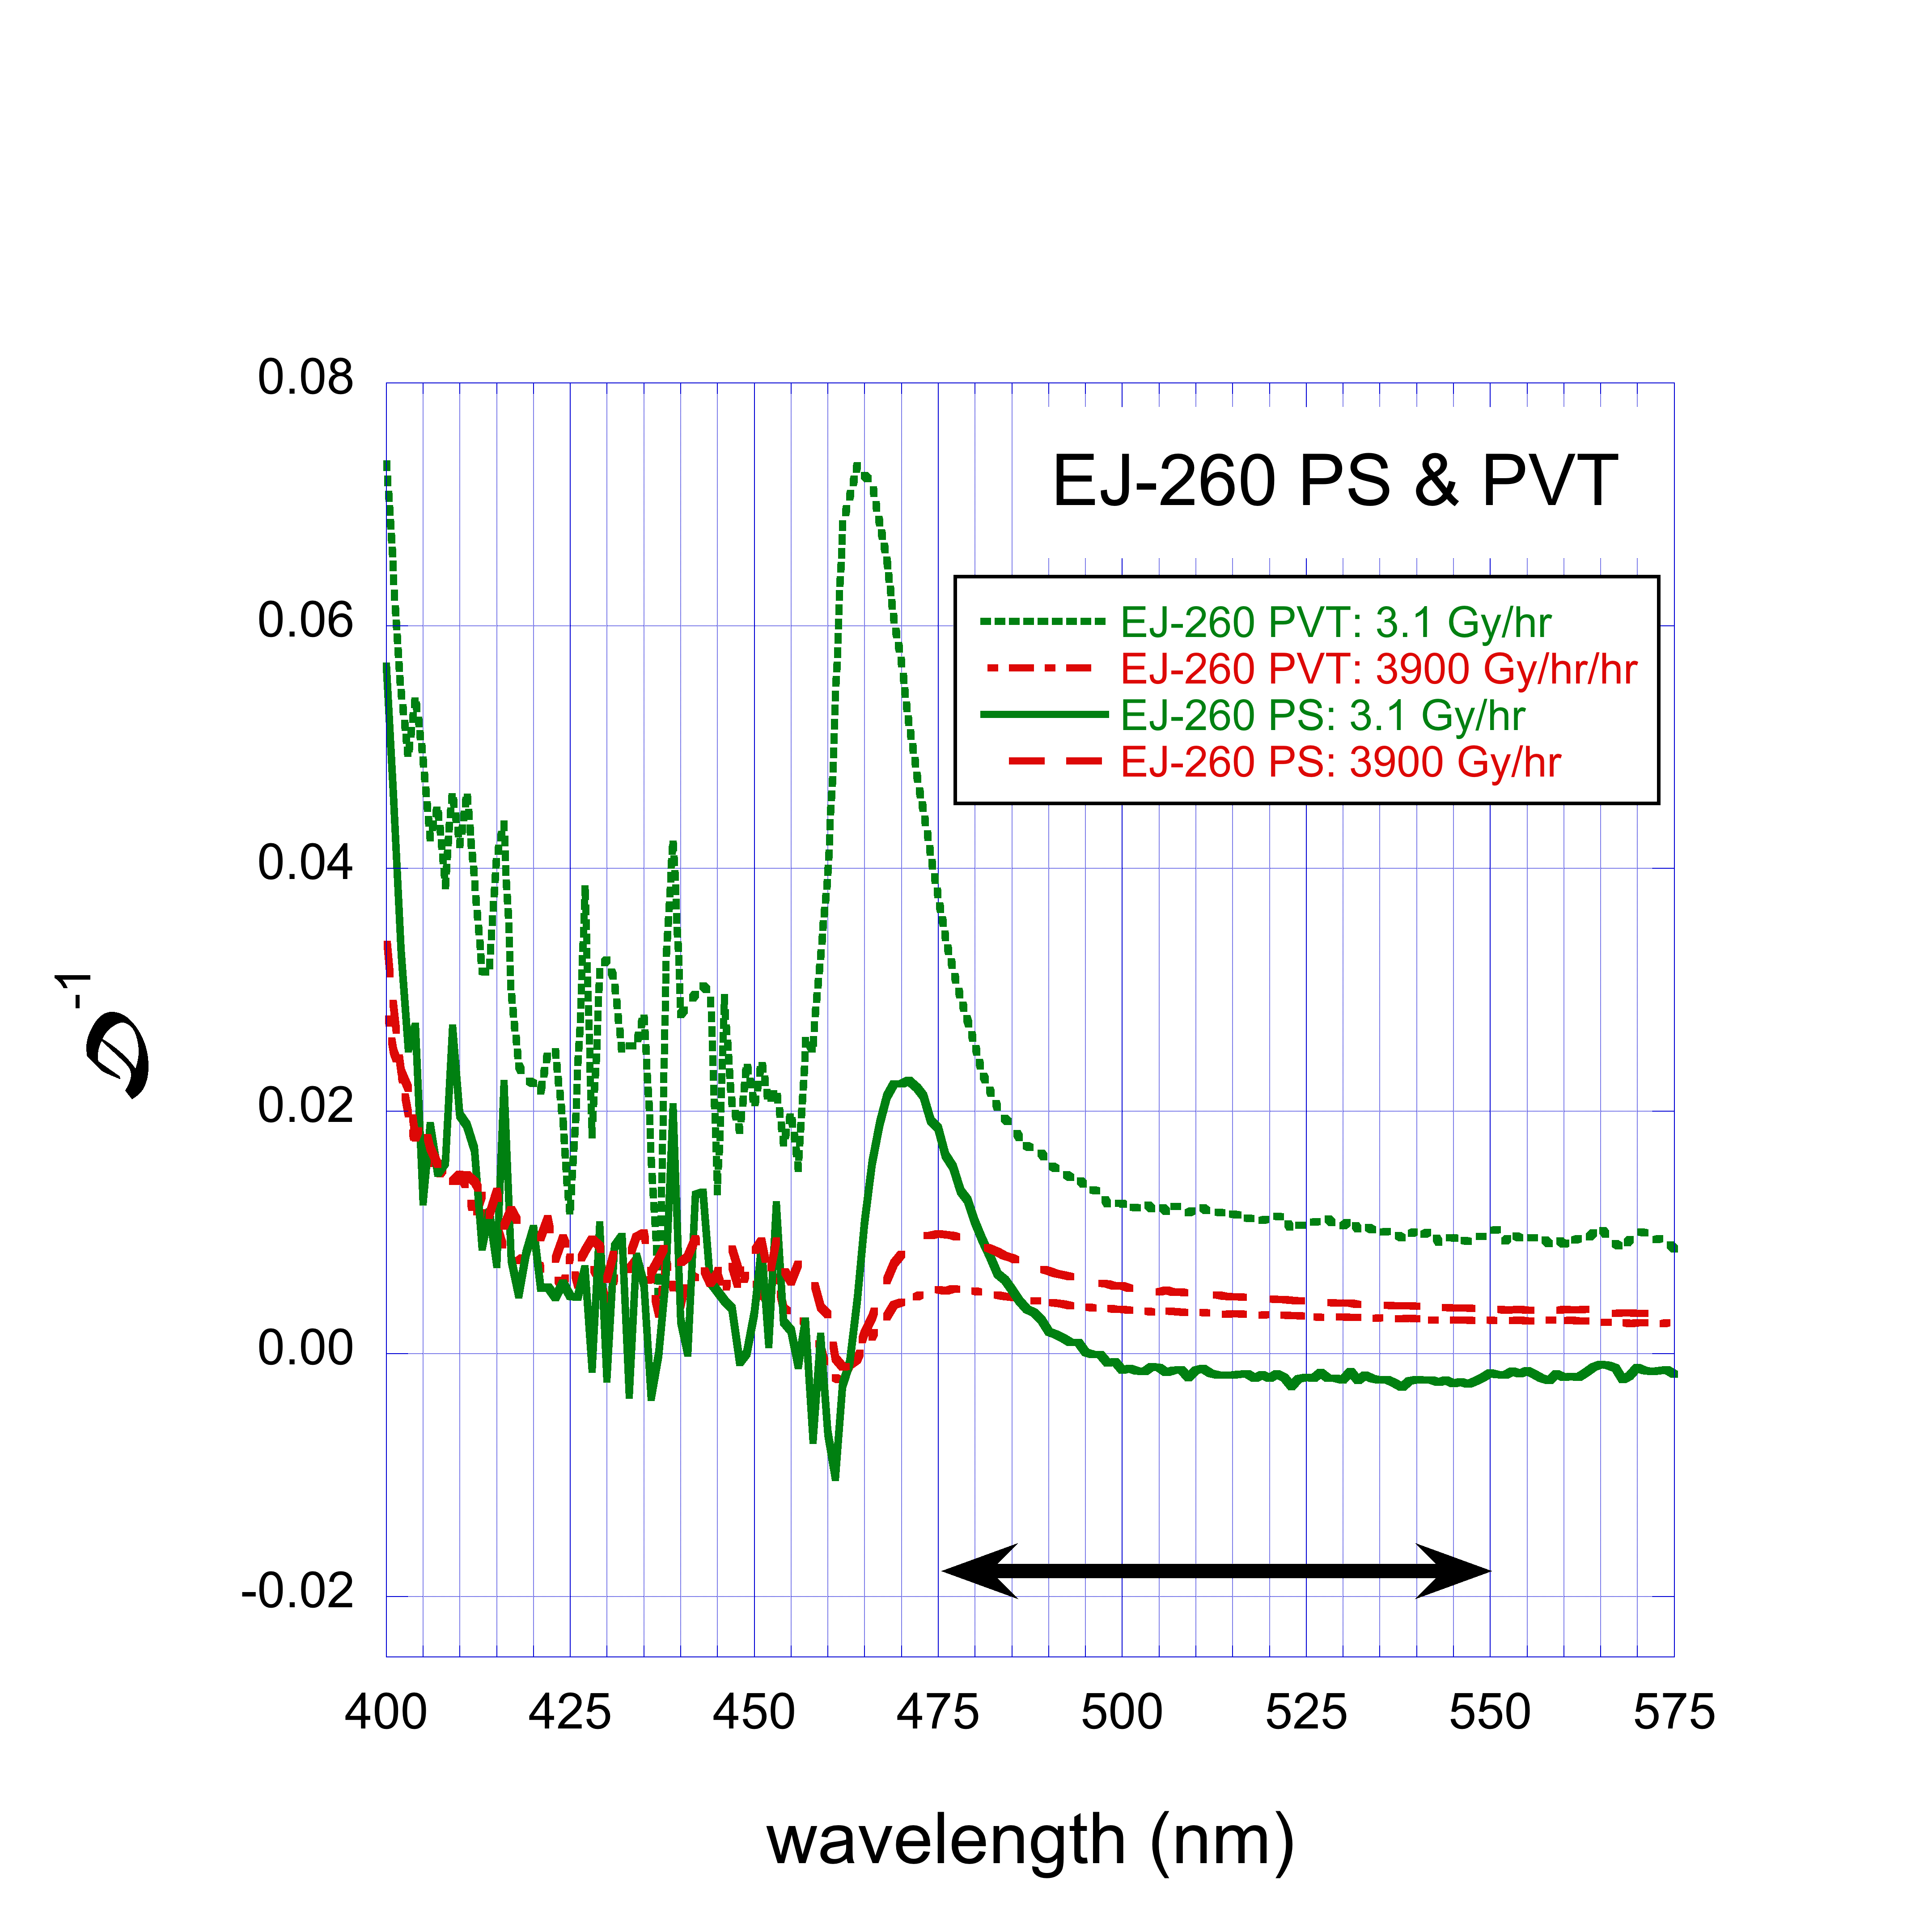 EJ-260 PS & PVT
EJ-260 PVT: 3.1 Gy/hr
EJ-260 PVT: 3900 Gy/hr/hr
EJ-260 PS: 3.1 Gy/hr
EJ-260 PS: 3900 Gy/hr
0.08
0.06
0.04
0.02
0.00
-0.02
-1
400 425 450 475 500 525 550 575
wavelength (nm)